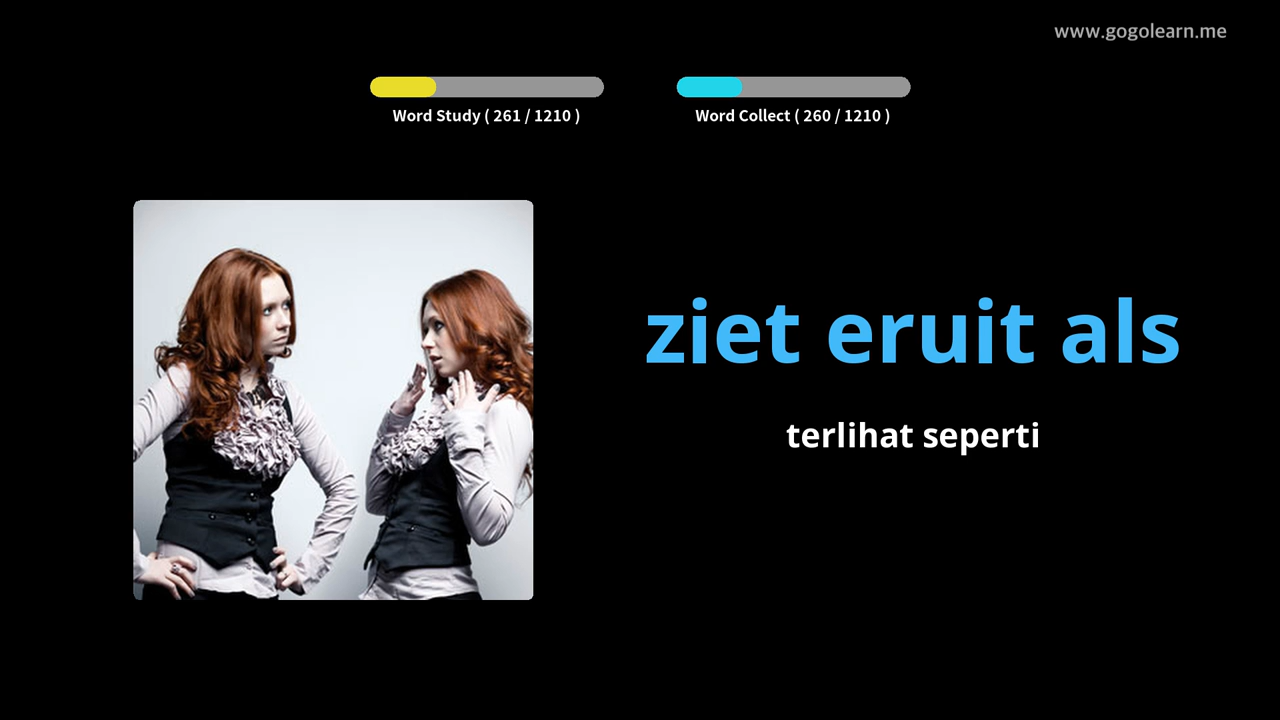 www.gogolearn.me
Word Study ( 261 / 1210 )
Word Collect ( 260 / 1210 )
ziet eruit als
terlihat seperti